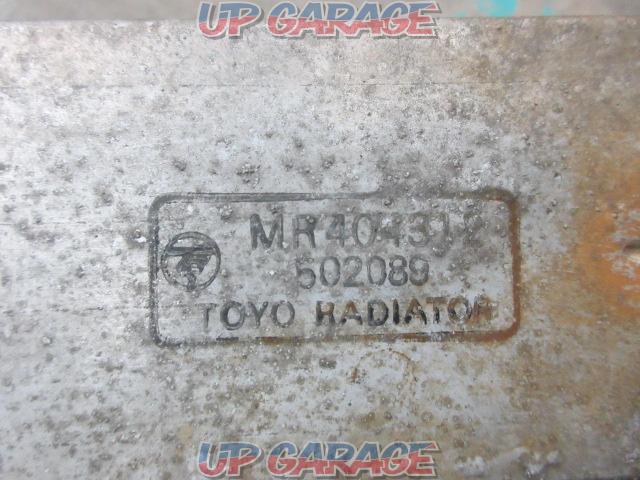 UP GARAGE
MR404312
502089
TOYO RADIATOR
UP GARAGE